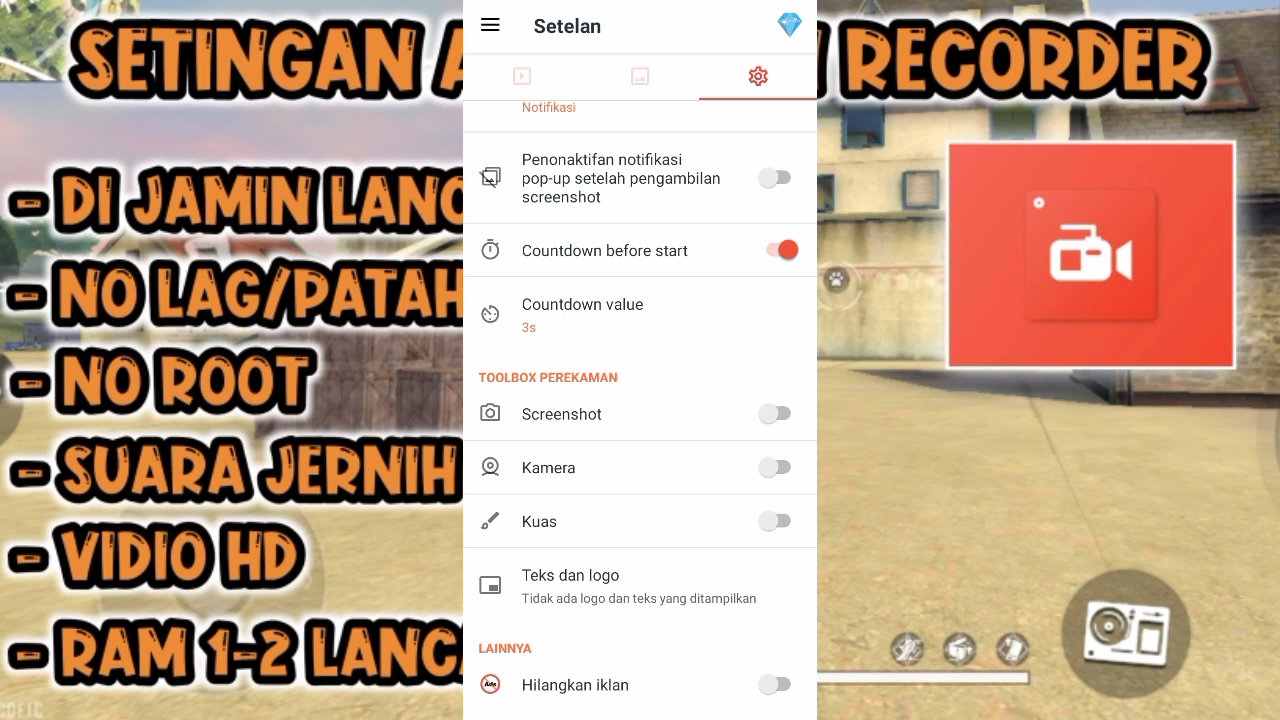 SETINGAN
RECORDER
- DI JAMIN
- NO LAG/PATAH
- NO ROOT
- SUARA JERNIH
- VIDIO HD
- RAM 1-2
Setelan
Notifikasi
Penonaktifan notifikasi
pop-up setelah pengambilan
screenshot
Countdown before start
Countdown value
3s
TOOLBOX PEREKAMAN
Screenshot
Kamera
Kuas
Teks dan logo
Tidak ada logo dan teks yang ditampilkan
LAINNYA
Ads
Hilangkan iklan